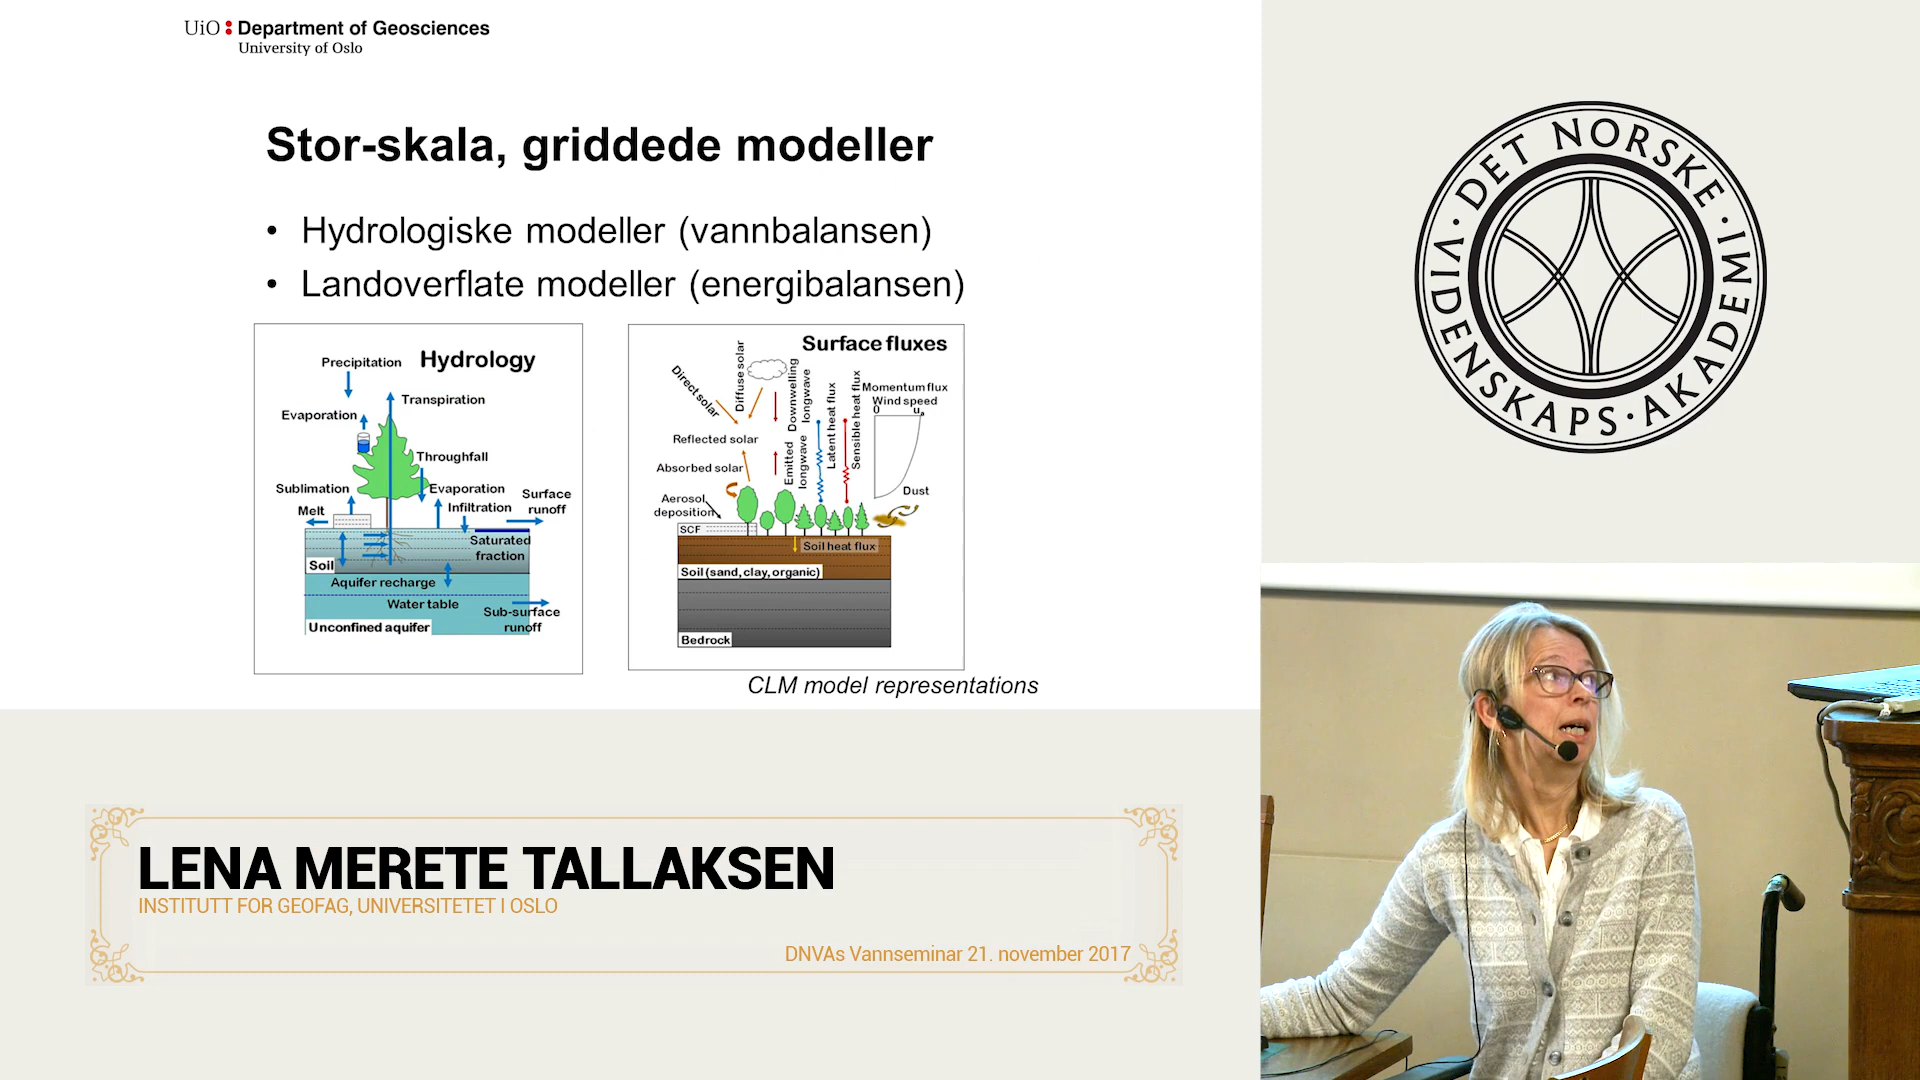 UiO Department of Geosciences
University of Oslo
Stor-skala, griddede modeller
• Hydrologiske modeller (vannbalansen)
• Landoverflate modeller (energibalansen)
Hydrology
Precipitation
Transpiration
Evaporation
Throughfall
Sublimation
Evaporation
Surface
runoff
Melt
Infiltration
Saturated
fraction
Soil
Aquifer recharge
Water table
Sub-surface
runoff
Unconfined aquifer
Surface fluxes
Direct solar
Diffuse solar
Downwelling
longwave
Emitted
longwave
Latent heat flux
Sensible heat flux
Momentum flux
Wind speed
0 ua
Reflected solar
Absorbed solar
Aerosol
deposition
Dust
SCF
Soil heat flux
Soil (sand, clay, organic)
Bedrock
CLM model representations
DET NORSKE · VIDENSKAPS · AKADEMI ·
LENA MERETE TALLAKSEN
INSTITUTT FOR GEOFAG, UNIVERSITETET I OSLO
DNVAs Vannseminar 21. november 2017